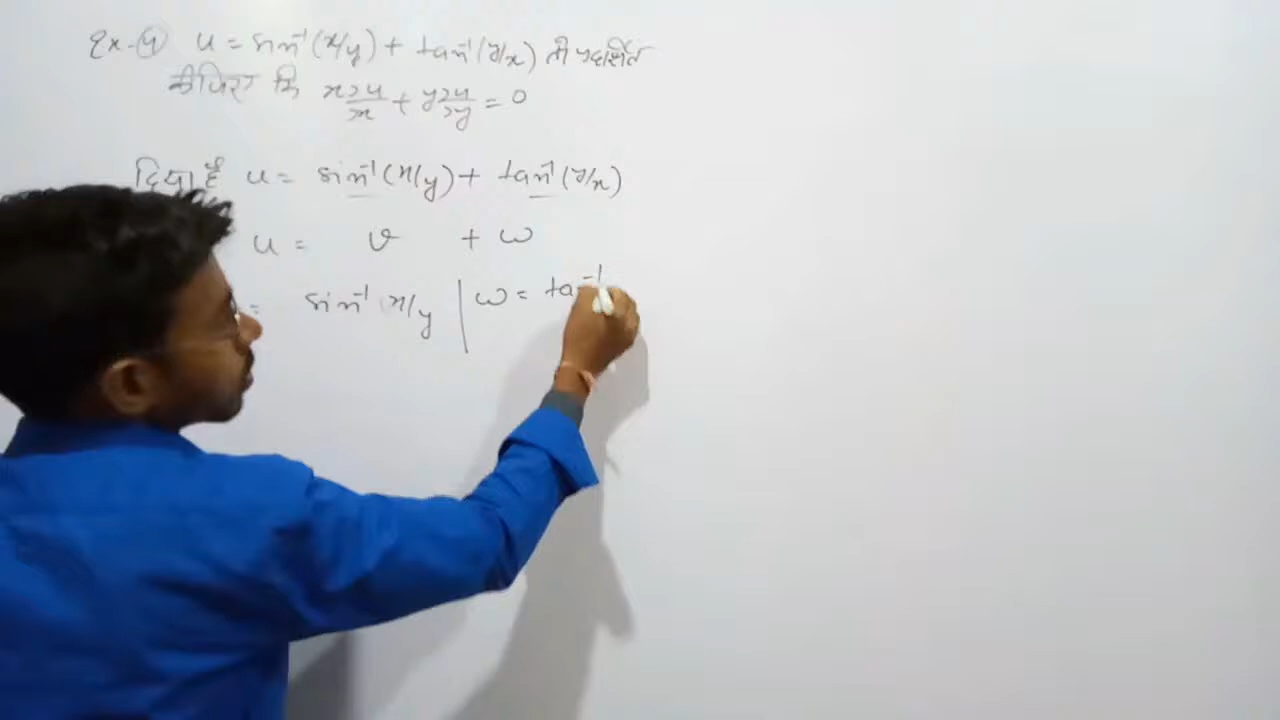 Ex-④ u = sin⁻¹(x/y) + tan⁻¹(y/x) तो प्रदर्शित
कीजिए कि x ∂u/∂x + y ∂u/∂y = 0
दिया है u = sin⁻¹(x/y) + tan⁻¹(y/x)
u = v + w
= sin⁻¹ x/y | w = tan⁻¹